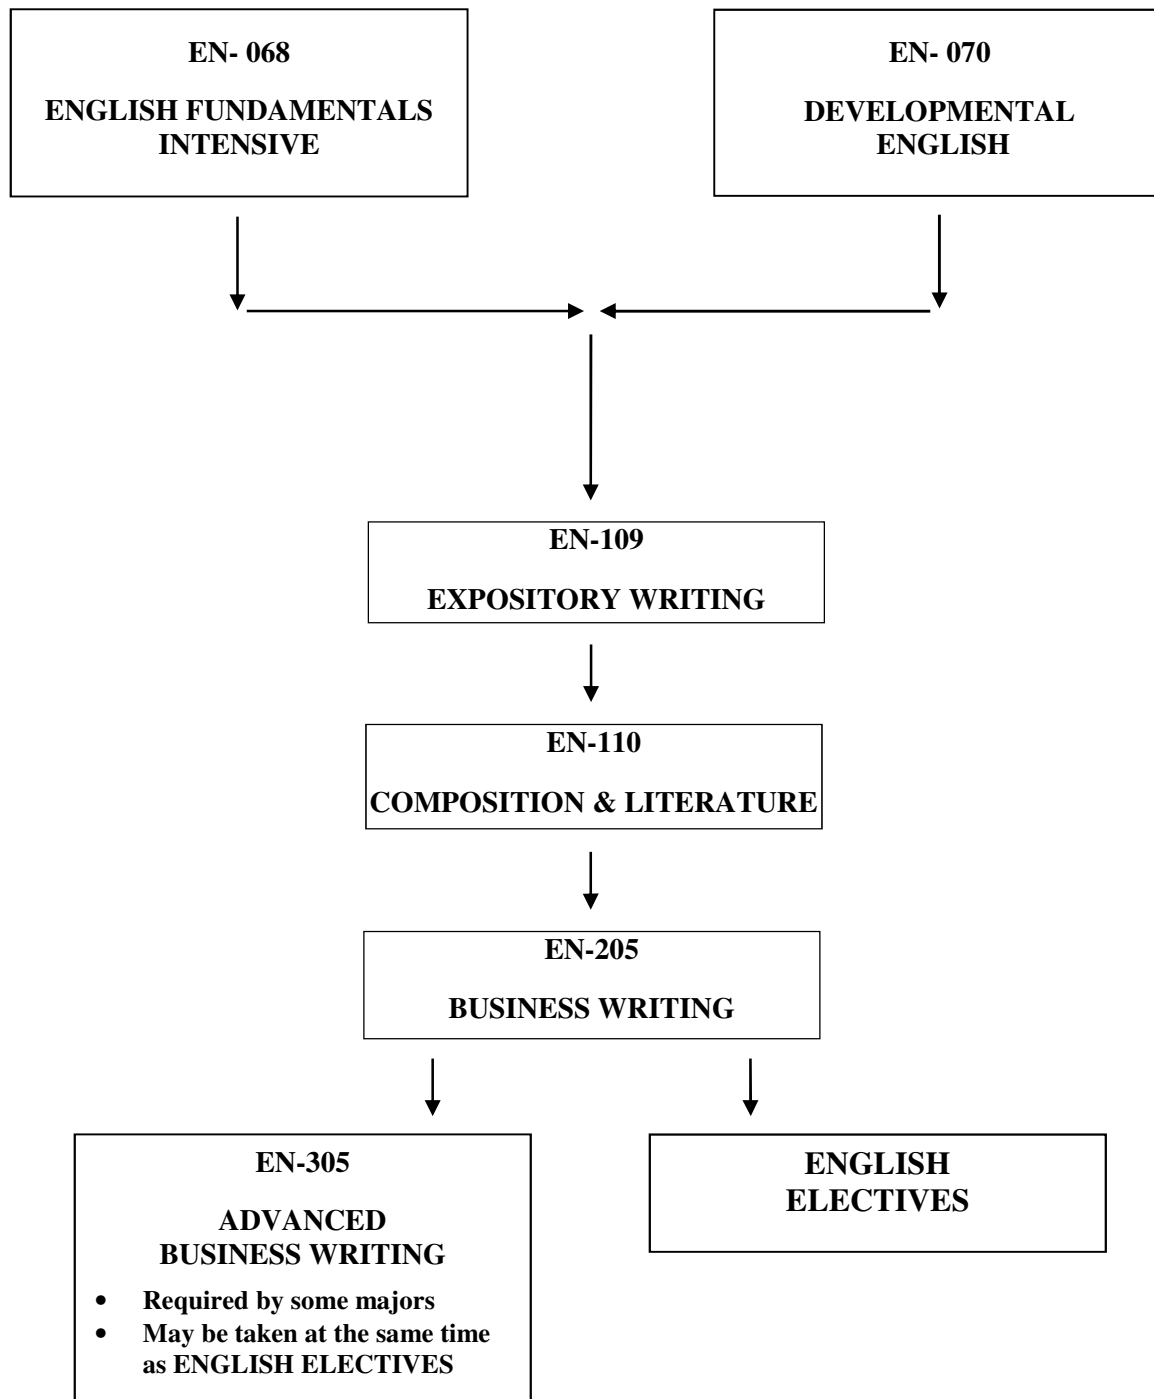 EN- 068
ENGLISH FUNDAMENTALS
INTENSIVE
EN- 070
DEVELOPMENTAL
ENGLISH
EN-109
EXPOSITORY WRITING
EN-110
COMPOSITION & LITERATURE
EN-205
BUSINESS WRITING
EN-305
ADVANCED
BUSINESS WRITING
• Required by some majors
• May be taken at the same time
as ENGLISH ELECTIVES
ENGLISH
ELECTIVES